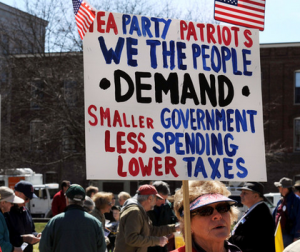 TEA PARTY PATRIOTS
WE THE PEOPLE
• DEMAND •
SMALLER GOVERNMENT
LESS SPENDING
LOWER TAXES